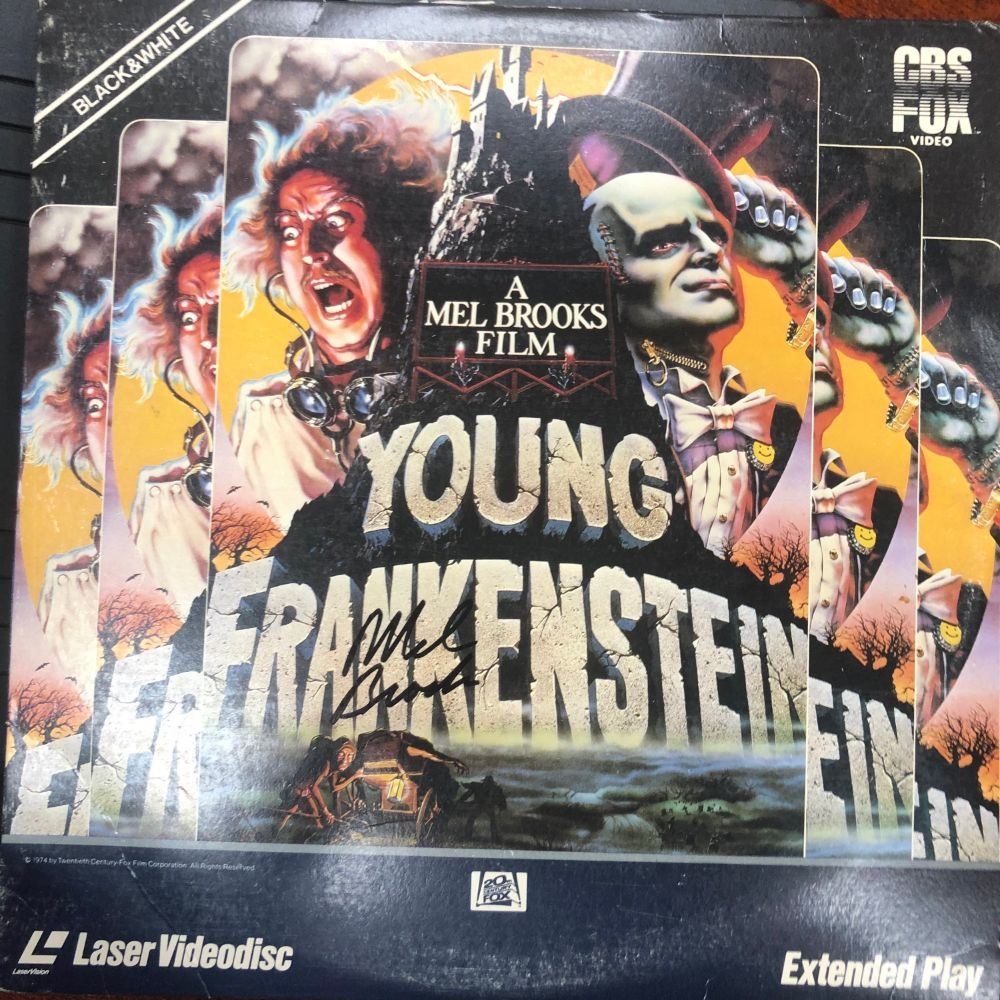 BLACK&WHITE
CBS
FOX
VIDEO
A
MEL BROOKS
FILM
YOUNG
FRANKENSTEIN
Mel
Brooks
© 1974 by Twentieth Century-Fox Film Corporation. All Rights Reserved.
20th
CENTURY
FOX
LaserVision
Laser Videodisc
Extended Play